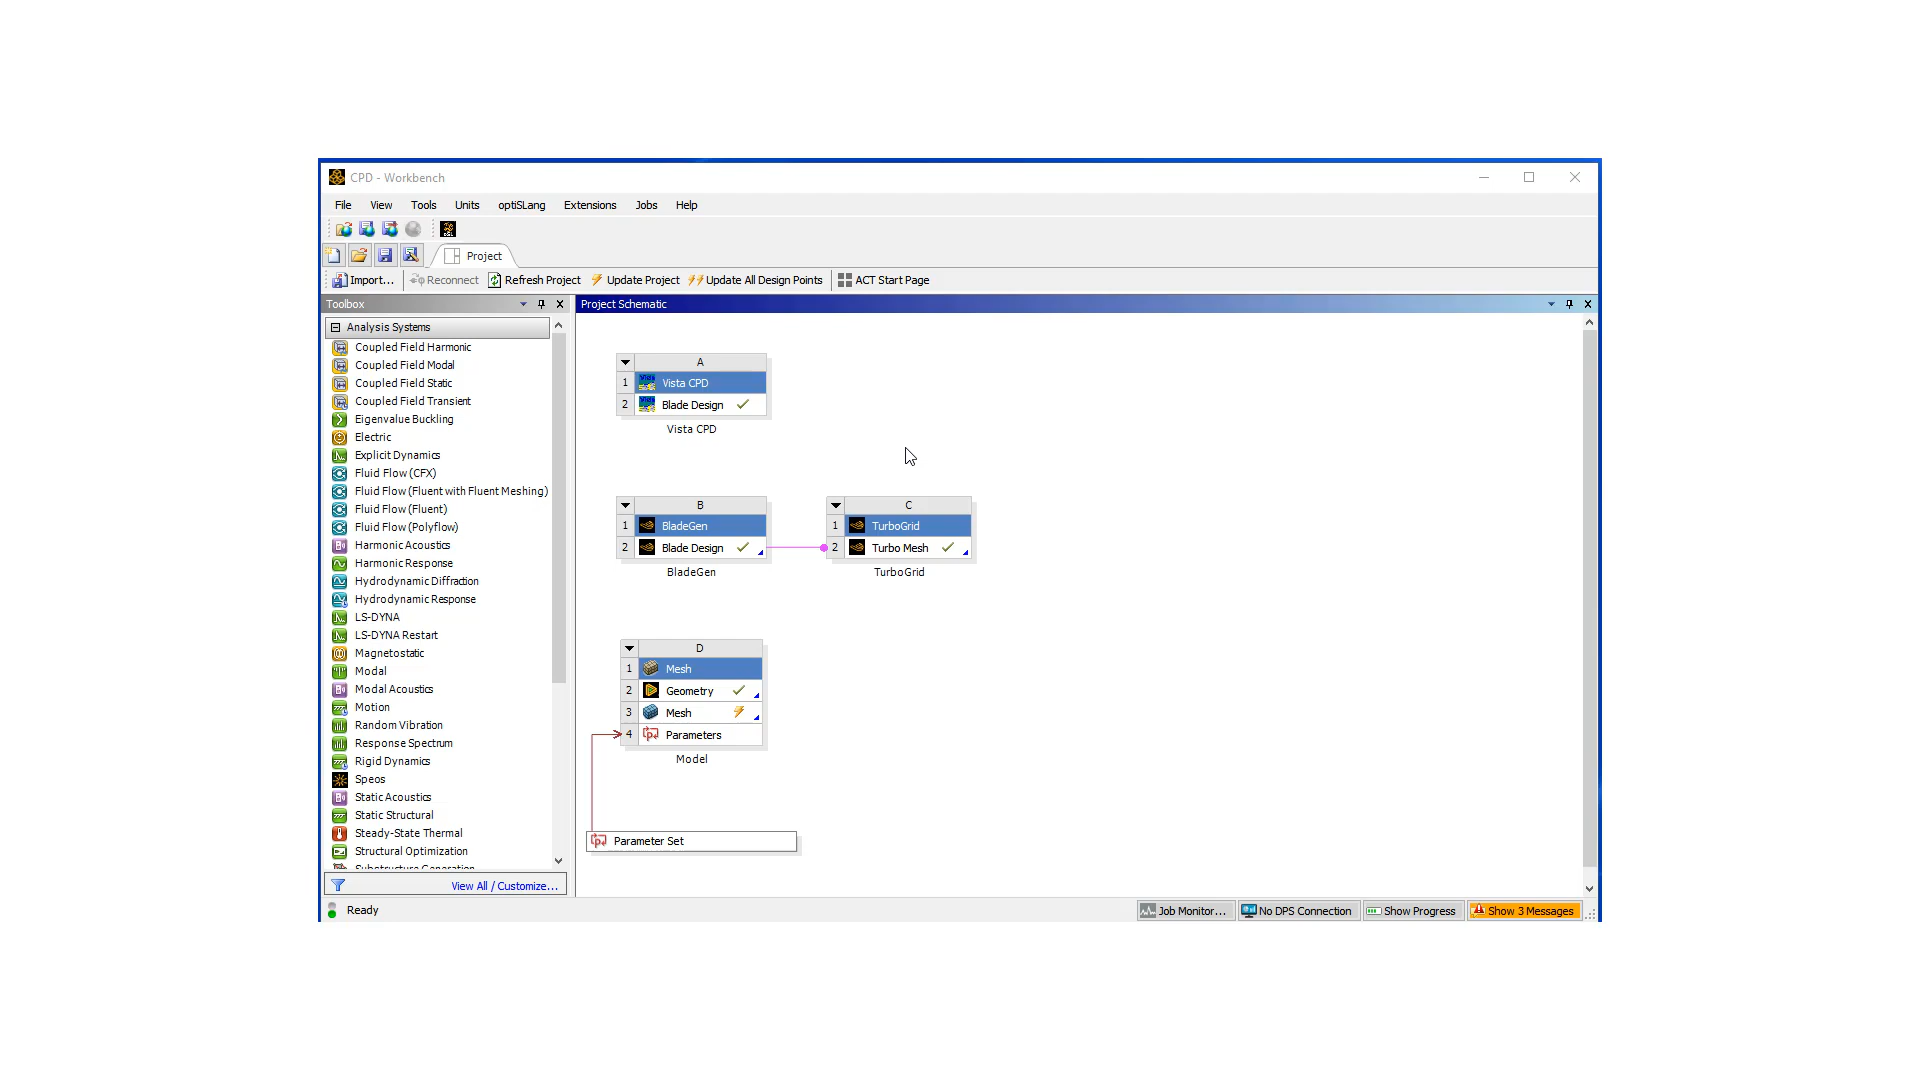 CPD - Workbench
File View Tools Units optiSLang Extensions Jobs Help
Project
Import... Reconnect Refresh Project Update Project Update All Design Points ACT Start Page
Toolbox
Analysis Systems
Coupled Field Harmonic
Coupled Field Modal
Coupled Field Static
Coupled Field Transient
Eigenvalue Buckling
Electric
Explicit Dynamics
Fluid Flow (CFX)
Fluid Flow (Fluent with Fluent Meshing)
Fluid Flow (Fluent)
Fluid Flow (Polyflow)
Harmonic Acoustics
Harmonic Response
Hydrodynamic Diffraction
Hydrodynamic Response
LS-DYNA
LS-DYNA Restart
Magnetostatic
Modal
Modal Acoustics
Motion
Random Vibration
Response Spectrum
Rigid Dynamics
Speos
Static Acoustics
Static Structural
Steady-State Thermal
Structural Optimization
Substructure Generation
View All / Customize...
Project Schematic
A
1 Vista CPD
2 Blade Design
Vista CPD
B
1 BladeGen
2 Blade Design
BladeGen
C
1 TurboGrid
2 Turbo Mesh
TurboGrid
D
1 Mesh
2 Geometry
3 Mesh
4 Parameters
Model
Parameter Set
Ready
Job Monitor... No DPS Connection Show Progress Show 3 Messages